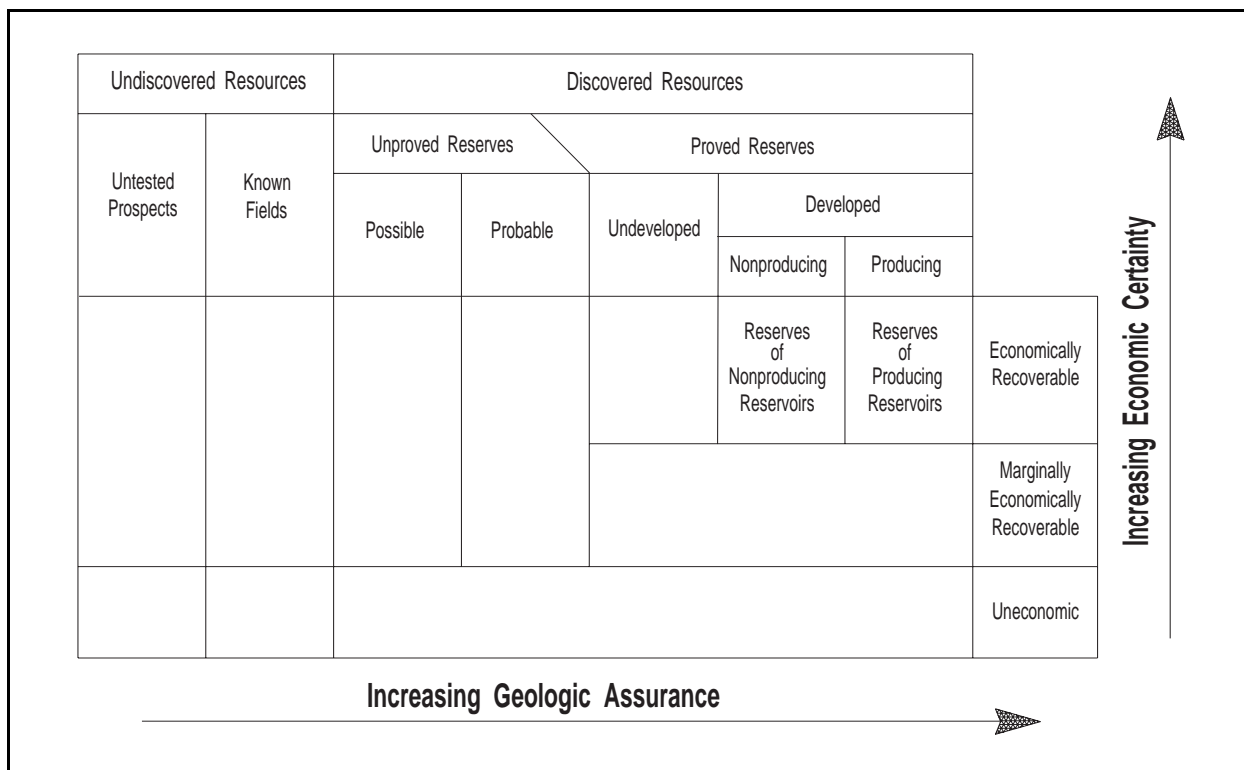 Undiscovered Resources
Discovered Resources
Unproved Reserves
Proved Reserves
Untested
Prospects
Known
Fields
Possible
Probable
Undeveloped
Developed
Nonproducing
Producing
Reserves
of
Nonproducing
Reservoirs
Reserves
of
Producing
Reservoirs
Economically
Recoverable
Marginally
Economically
Recoverable
Uneconomic
Increasing Economic Certainty
Increasing Geologic Assurance